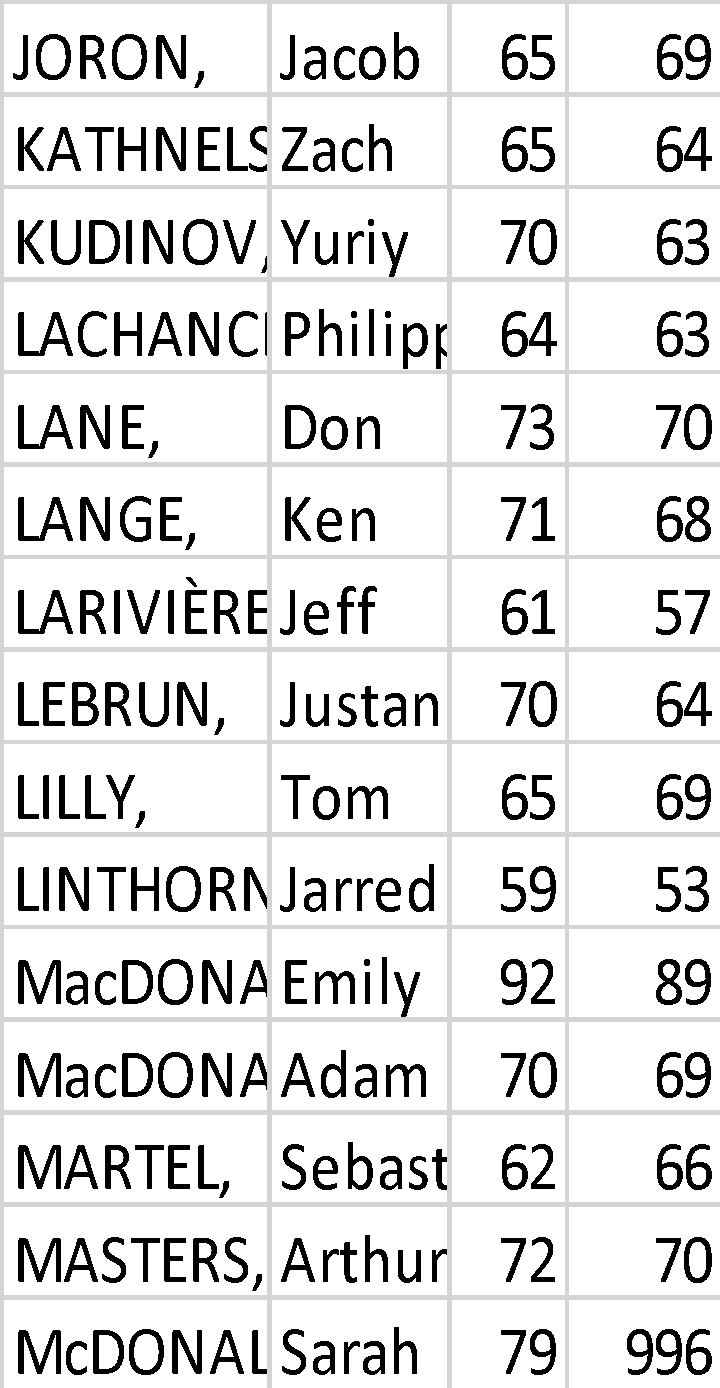 JORON, Jacob 65 69
KATHNELS Zach 65 64
KUDINOV, Yuriy 70 63
LACHANC Philipp 64 63
LANE, Don 73 70
LANGE, Ken 71 68
LARIVIÈRE Jeff 61 57
LEBRUN, Justan 70 64
LILLY, Tom 65 69
LINTHORN Jarred 59 53
MacDONA Emily 92 89
MacDONA Adam 70 69
MARTEL, Sebast 62 66
MASTERS, Arthur 72 70
McDONAL Sarah 79 996